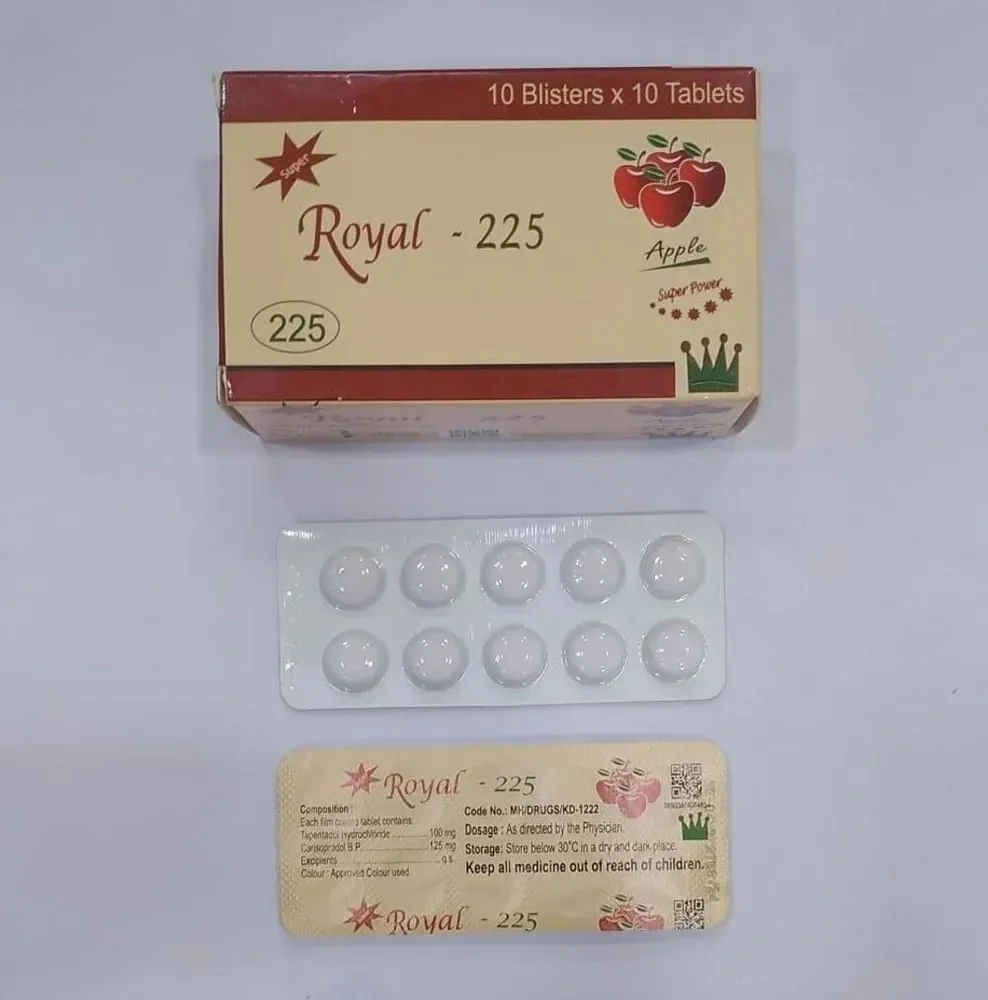 10 Blisters x 10 Tablets
Super
Royal - 225
Apple
Super Power
225
Royal - 225
Composition :
Each film coated tablet contains:
Tapentadol Hydrochloride ............ 100 mg
Carisoprodol B.P. ............ 125 mg
Excipients ............ q.s.
Colour : Approved Colour used
Code No.: MH/DRUGS/KD-1222
Dosage : As directed by the Physician.
Storage: Store below 30°C in a dry and dark place.
Keep all medicine out of reach of children.
Royal - 225